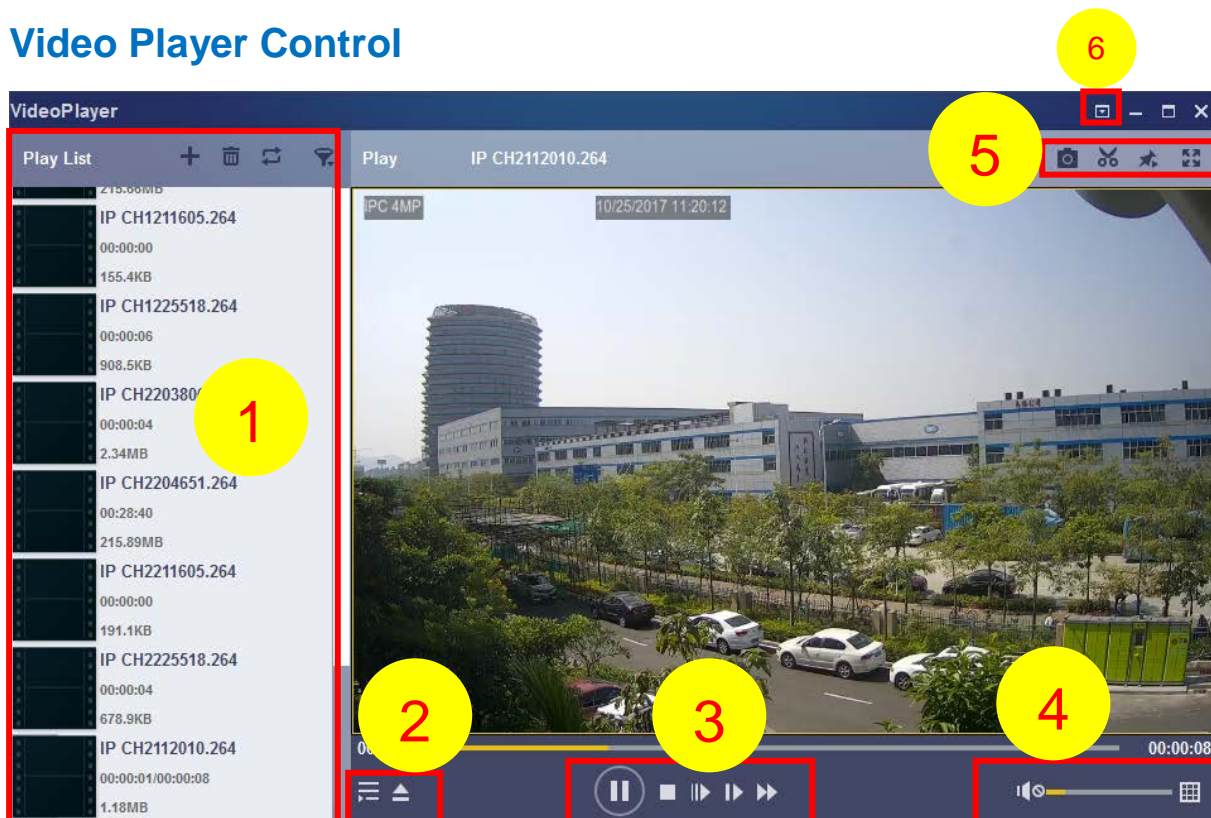 Video Player Control
6
VideoPlayer
Play List
Play
IP CH2112010.264
5
215.66MB
IP CH1211605.264
00:00:00
155.4KB
IP CH1225518.264
00:00:06
908.5KB
00:00:04
2.34MB
IP CH2204651.264
00:28:40
215.89MB
IP CH2211605.264
00:00:00
191.1KB
IP CH2225518.264
00:00:04
678.9KB
IP CH2112010.264
00:00:01/00:00:08
1.18MB
1
IPC 4MP
10/25/2017 11:20:12
2
3
4
00:00:08